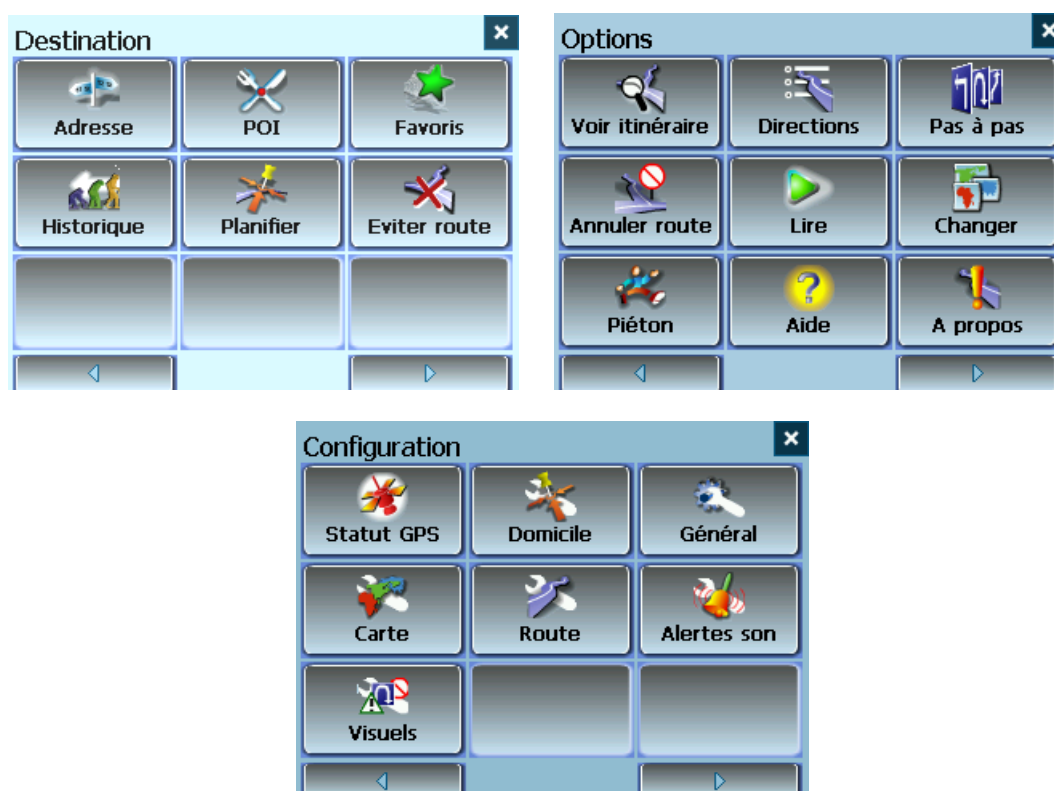 Destination
Adresse POI Favoris
Historique Planifier Eviter route
Options
Voir itinéraire Directions Pas à pas
Annuler route Lire Changer
Piéton Aide A propos
Configuration
Statut GPS Domicile Général
Carte Route Alertes son
Visuels